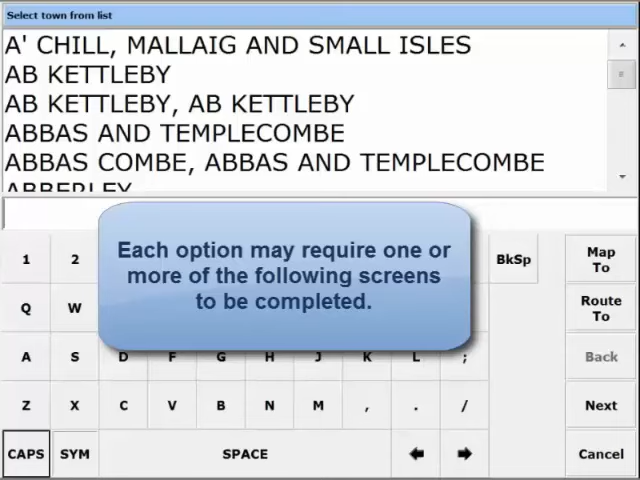 Select town from list
A' CHILL, MALLAIG AND SMALL ISLES
AB KETTLEBY
AB KETTLEBY, AB KETTLEBY
ABBAS AND TEMPLECOMBE
ABBAS COMBE, ABBAS AND TEMPLECOMBE
ABBERLEY
Each option may require one or
more of the following screens
to be completed.
1 2 BkSp
Map
To
Q W
Route
To
A S D F G H J K L ; Back
Z X C V B N M , . / Next
CAPS SYM SPACE Cancel